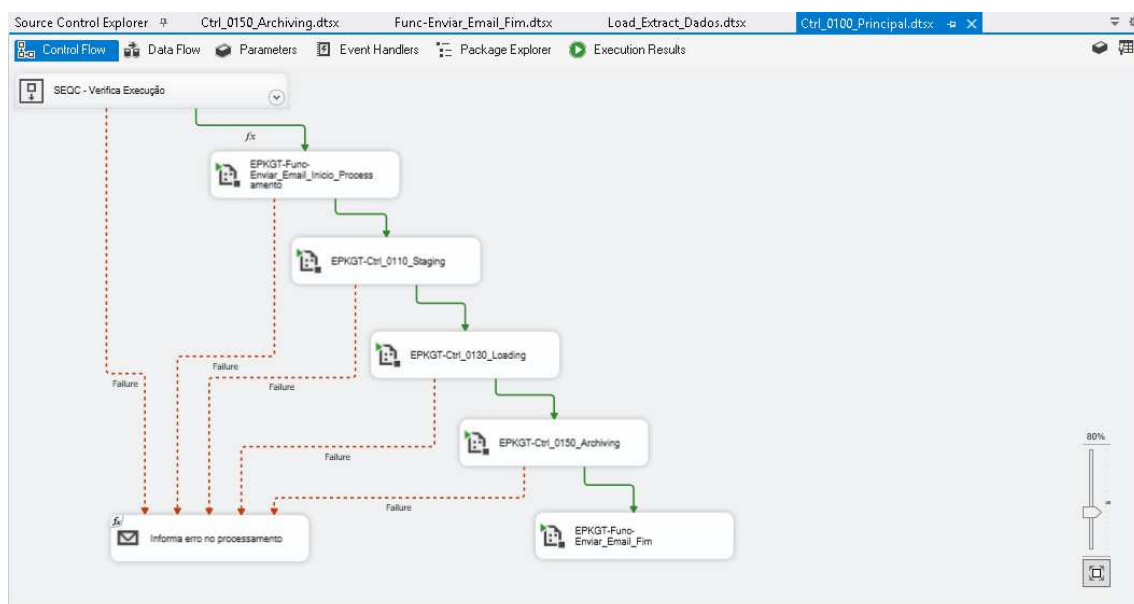 Source Control Explorer
Ctrl_0150_Archiving.dtsx
Func-Enviar_Email_Fim.dtsx
Load_Extract_Dados.dtsx
Ctrl_0100_Principal.dtsx
Control Flow
Data Flow
Parameters
Event Handlers
Package Explorer
Execution Results
SEQC - Verifica Execução
fx
EPKGT-Func-
Enviar_Email_Inicio_Process
amento
EPKGT-Ctrl_0110_Staging
EPKGT-Ctrl_0130_Loading
Failure
Failure
Failure
EPKGT-Ctrl_0150_Archiving
80%
Failure
Failure
fx
Informa erro no processamento
EPKGT-Func-
Enviar_Email_Fim